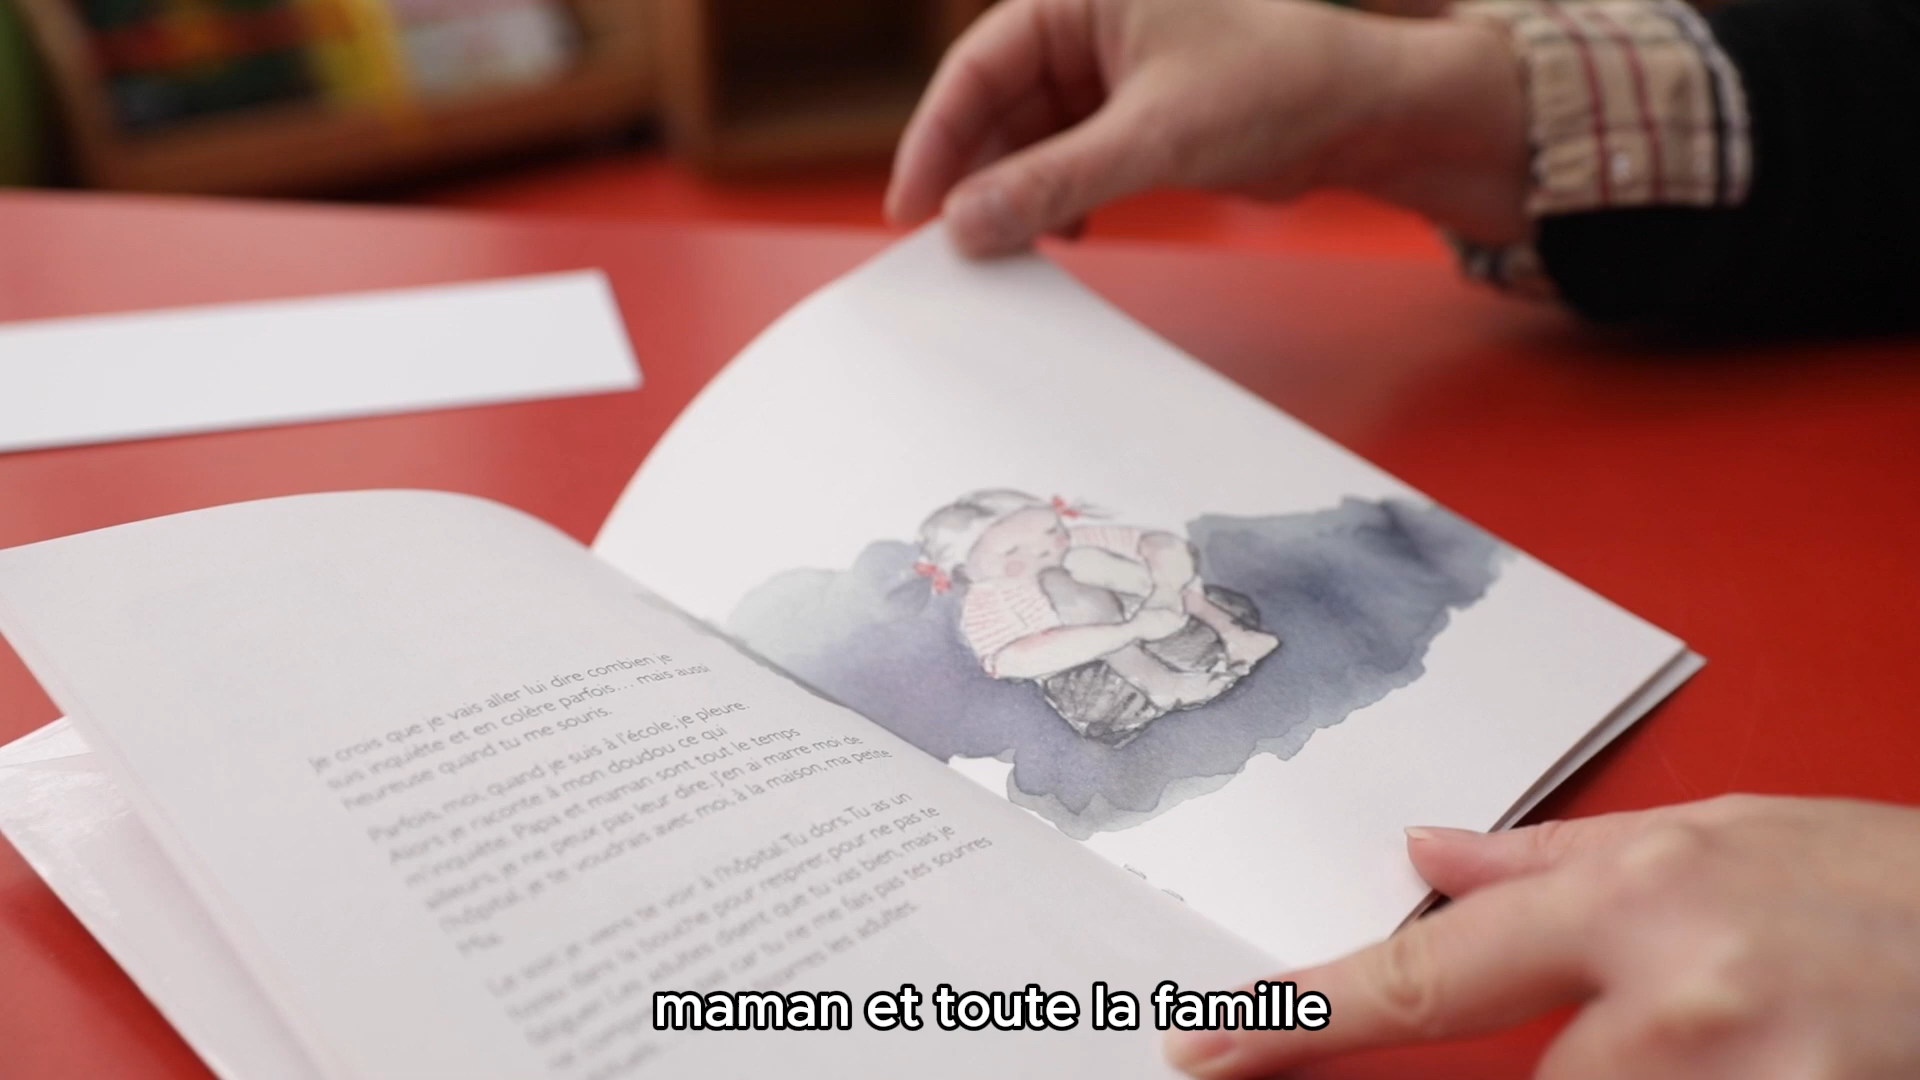 Je crois que je vais aller lui dire combien je
suis inquiète et en colère parfois… mais aussi
heureuse quand tu me souris.
Parfois, moi, quand je suis à l'école, je pleure.
Alors je raconte à mon doudou ce qui
m'inquiète. Papa et maman sont tout le temps
ailleurs, je ne peux pas leur dire. J'en ai marre moi de
l'hôpital, je te voudrais avec moi, à la maison, ma petite
Mia.
Le soir, je viens te voir à l'hôpital. Tu dors. Tu as un
tuyau dans la bouche pour respirer, pour ne pas te
fatiguer. Les adultes disent que tu vas bien, mais je
car tu ne me fais pas tes sourires
bizarres les adultes.
maman et toute la famille